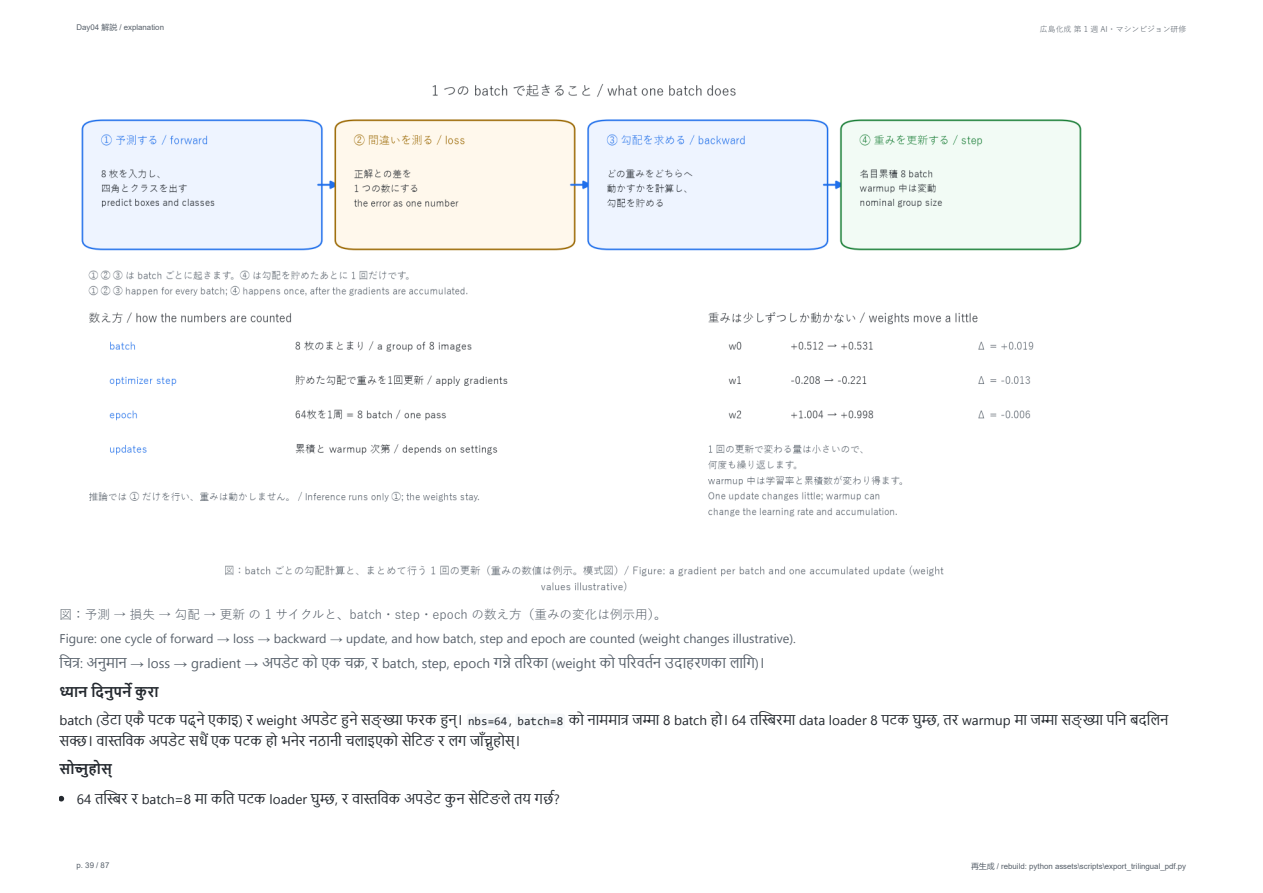 Day04 解説 / explanation
広島化成 第 1 週 AI・マシンビジョン研修
1 つの batch で起きること / what one batch does
① 予測する / forward
8 枚を入力し、
四角とクラスを出す
predict boxes and classes
② 間違いを測る / loss
正解との差を
1 つの数にする
the error as one number
③ 勾配を求める / backward
どの重みをどちらへ
動かすかを計算し、
勾配を貯める
④ 重みを更新する / step
名目累積 8 batch
warmup 中は変動
nominal group size
① ② ③ は batch ごとに起きます。④ は勾配を貯めたあとに 1 回だけです。
① ② ③ happen for every batch; ④ happens once, after the gradients are accumulated.
数え方 / how the numbers are counted
batch 8 枚のまとまり / a group of 8 images
optimizer step 貯めた勾配で重みを1回更新 / apply gradients
epoch 64枚を1周 = 8 batch / one pass
updates 累積と warmup 次第 / depends on settings
推論では ① だけを行い、重みは動かしません。 / Inference runs only ①; the weights stay.
重みは少しずつしか動かない / weights move a little
w0 +0.512 → +0.531 Δ = +0.019
w1 -0.208 → -0.221 Δ = -0.013
w2 +1.004 → +0.998 Δ = -0.006
1 回の更新で変わる量は小さいので、
何度も繰り返します。
warmup 中は学習率と累積数が変わり得ます。
One update changes little; warmup can
change the learning rate and accumulation.
図：batch ごとの勾配計算と、まとめて行う 1 回の更新（重みの数値は例示。模式図）/ Figure: a gradient per batch and one accumulated update (weight
values illustrative)
図：予測 → 損失 → 勾配 → 更新 の 1 サイクルと、batch・step・epoch の数え方（重みの変化は例示用）。
Figure: one cycle of forward → loss → backward → update, and how batch, step and epoch are counted (weight changes illustrative).
चित्र: अनुमान → loss → gradient → अपडेट को एक चक्र, र batch, step, epoch गन्ने तरिका (weight को परिवर्तन उदाहरणका लागि)।
ध्यान दिनुपर्ने कुरा
batch (डेटा एकै पटक पढ्ने एकाइ) र weight अपडेट हुने सङ्ख्या फरक हुन्। nbs=64, batch=8 को नाममात्र जम्मा 8 batch हो। 64 तस्बिरमा data loader 8 पटक घुम्छ, तर warmup मा जम्मा सङ्ख्या पनि बदलिन
सक्छ। वास्तविक अपडेट सधैं एक पटक हो भनेर नठानी चलाइएको सेटिङ र लग जाँच्नुहोस्।
सोच्नुहोस्
• 64 तस्बिर र batch=8 मा कति पटक loader घुम्छ, र वास्तविक अपडेट कुन सेटिङले तय गर्छ?
p. 39 / 87
再生成 / rebuild: python assets\scripts\export_trilingual_pdf.py